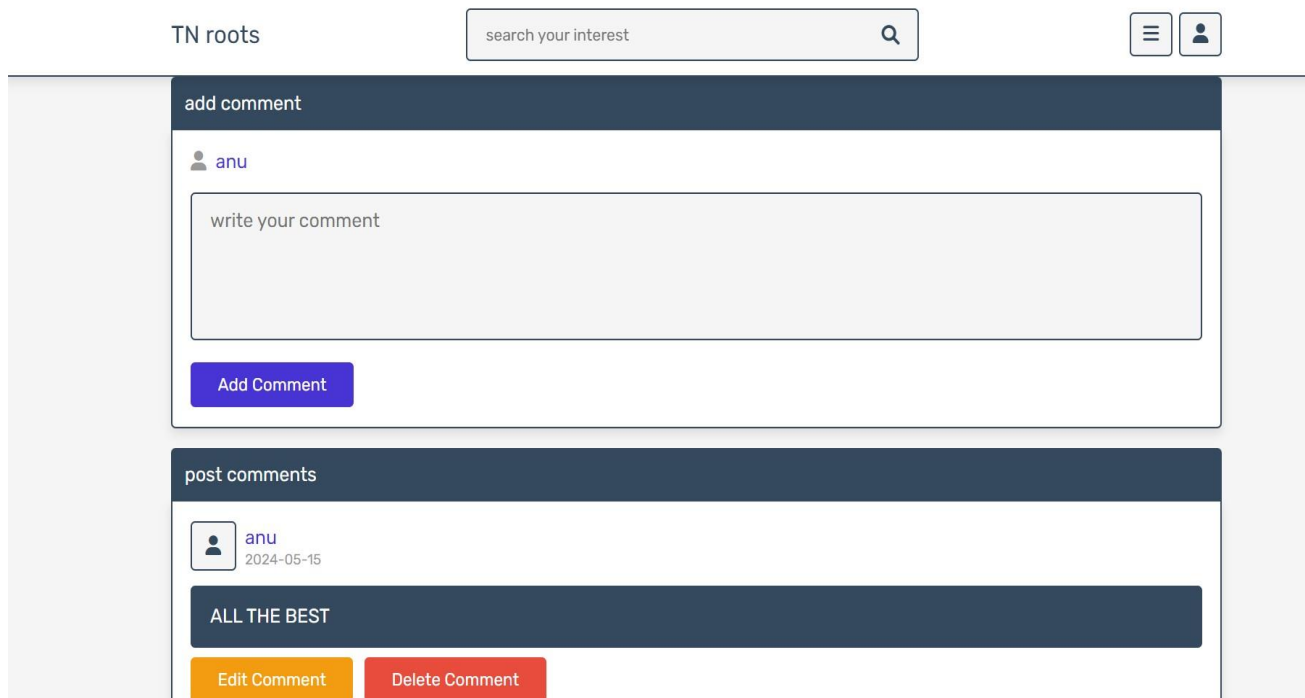 TN roots
search your interest
add comment
anu
write your comment
Add Comment
post comments
anu
2024-05-15
ALL THE BEST
Edit Comment Delete Comment